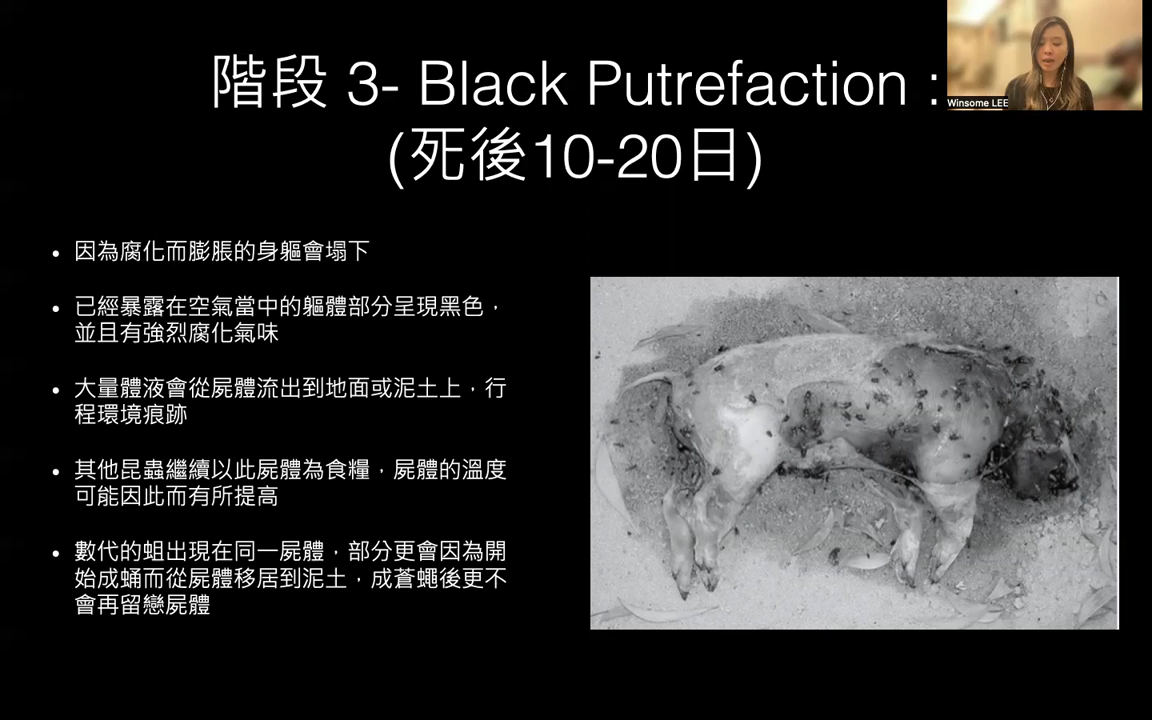 階段 3- Black Putrefaction :
(死後10-20日)
Winsome LEE
• 因為腐化而膨脹的身軀會塌下
• 已經暴露在空氣當中的軀體部分呈現黑色，
並且有強烈腐化氣味
• 大量體液會從屍體流出到地面或泥土上，行
程環境痕跡
• 其他昆蟲繼續以此屍體為食糧，屍體的溫度
可能因此而有所提高
• 數代的蛆出現在同一屍體，部分更會因為開
始成蛹而從屍體移居到泥土，成蒼蠅後更不
會再留戀屍體